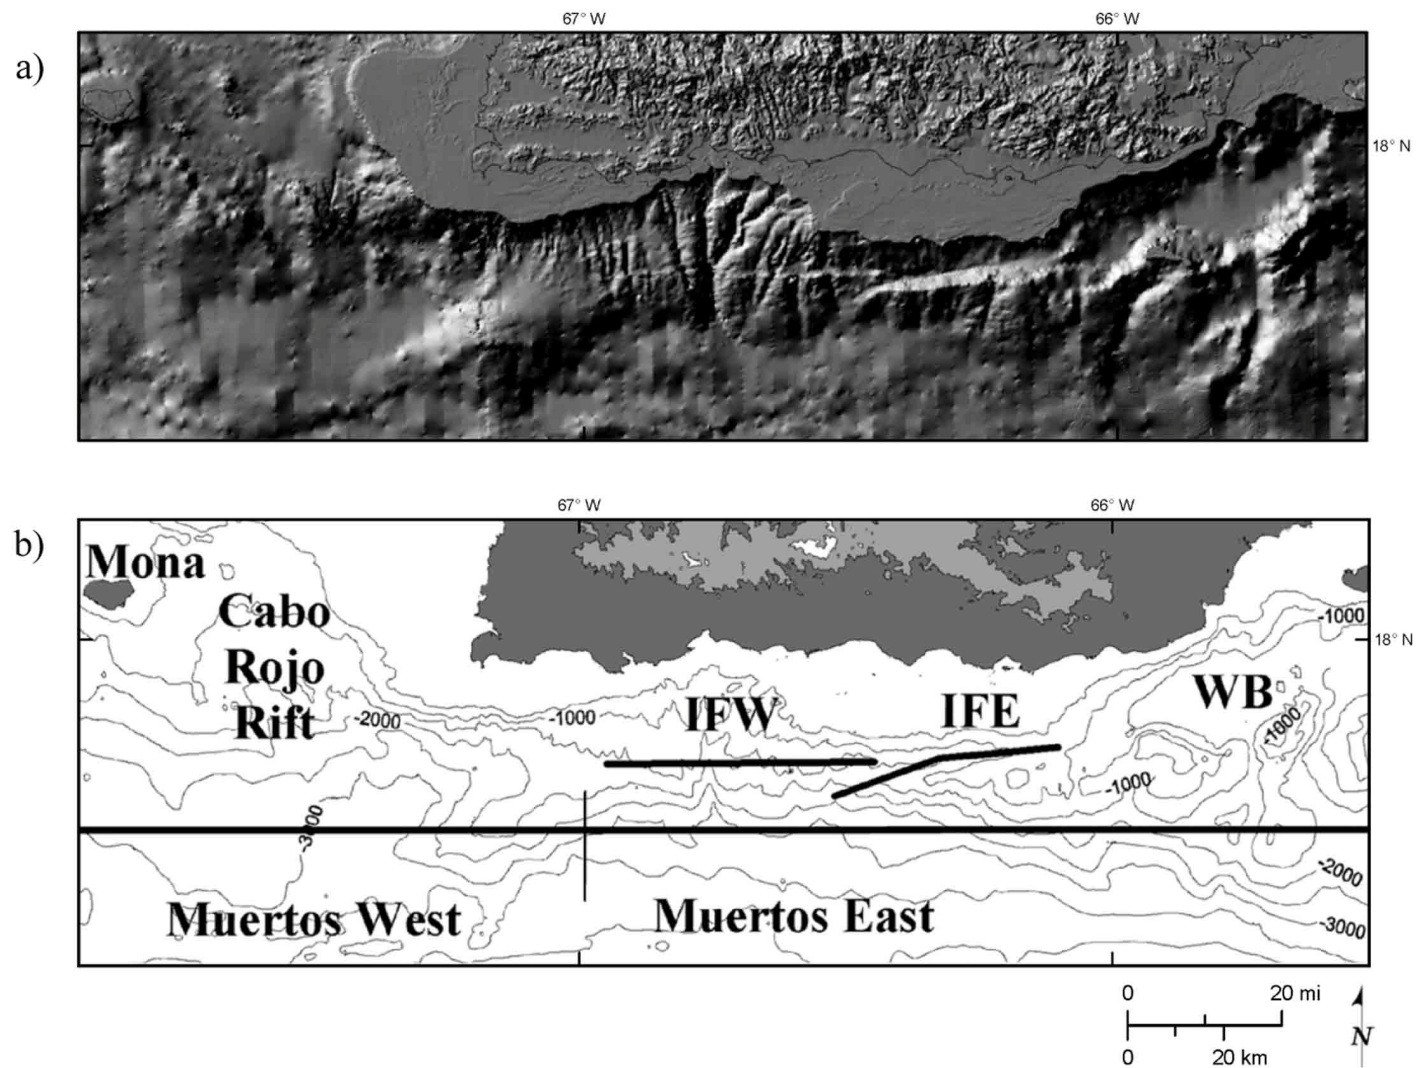 67° W
66° W
a)
18° N
67° W
66° W
b)
Mona
Cabo
Rojo
Rift
-1000
18° N
-2000
-1000
IFW
IFE
WB
-1000
-1000
-3000
-2000
Muertos West
Muertos East
-3000
0
20 mi
0
20 km
N